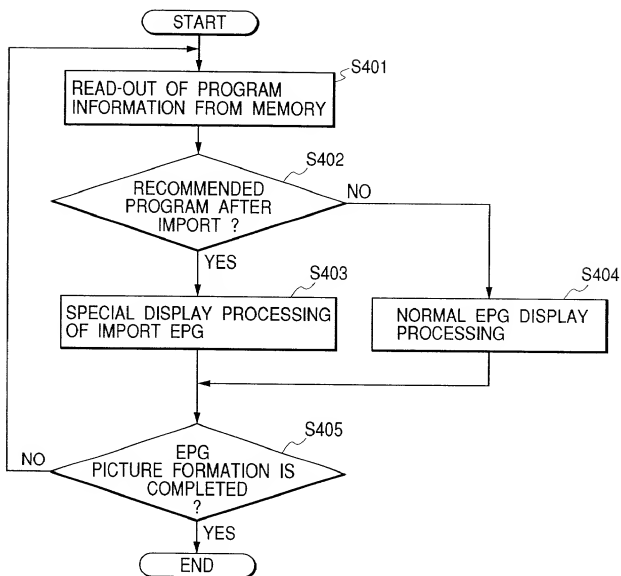 START
S401
READ-OUT OF PROGRAM
INFORMATION FROM MEMORY
S402
RECOMMENDED
PROGRAM AFTER
IMPORT ?
NO
YES
S403
SPECIAL DISPLAY PROCESSING
OF IMPORT EPG
S404
NORMAL EPG DISPLAY
PROCESSING
S405
EPG
PICTURE FORMATION IS
COMPLETED
?
NO
YES
END